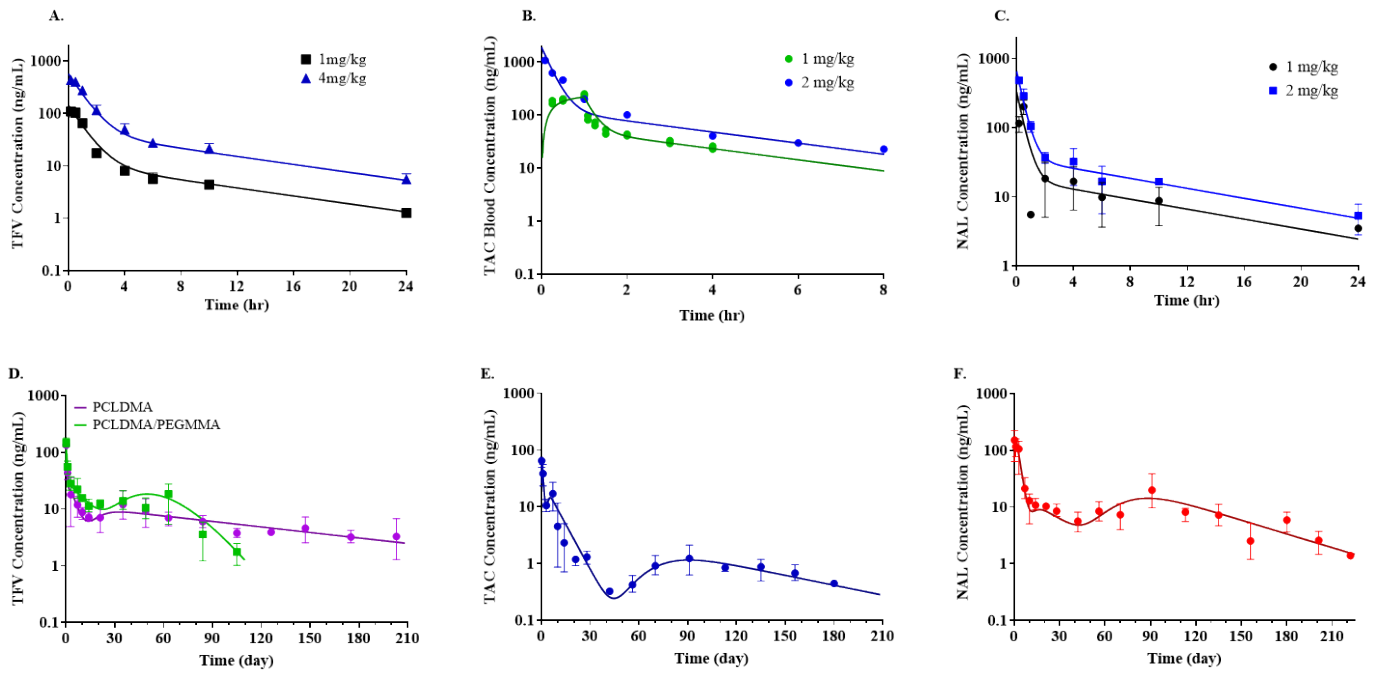 A.
TFV Concentration (ng/mL)
1000
100
10
1
0.1
1mg/kg
4mg/kg
0 4 8 12 16 20 24
Time (hr)
B.
TAC Blood Concentration (ng/mL)
1000
100
10
1
0.1
1 mg/kg
2 mg/kg
0 2 4 6 8
Time (hr)
C.
NAL Concentration (ng/mL)
1000
100
10
1
1 mg/kg
2 mg/kg
0 4 8 12 16 20 24
Time (hr)
D.
TFV Concentration (ng/mL)
1000
100
10
1
0.1
PCLDMA
PCLDMA/PEGMMA
0 30 60 90 120 150 180 210
Time (day)
E.
TAC Concentration (ng/mL)
1000
100
10
1
0.1
0 30 60 90 120 150 180 210
Time (day)
F.
NAL Concentration (ng/mL)
1000
100
10
1
0.1
0 30 60 90 120 150 180 210
Time (day)